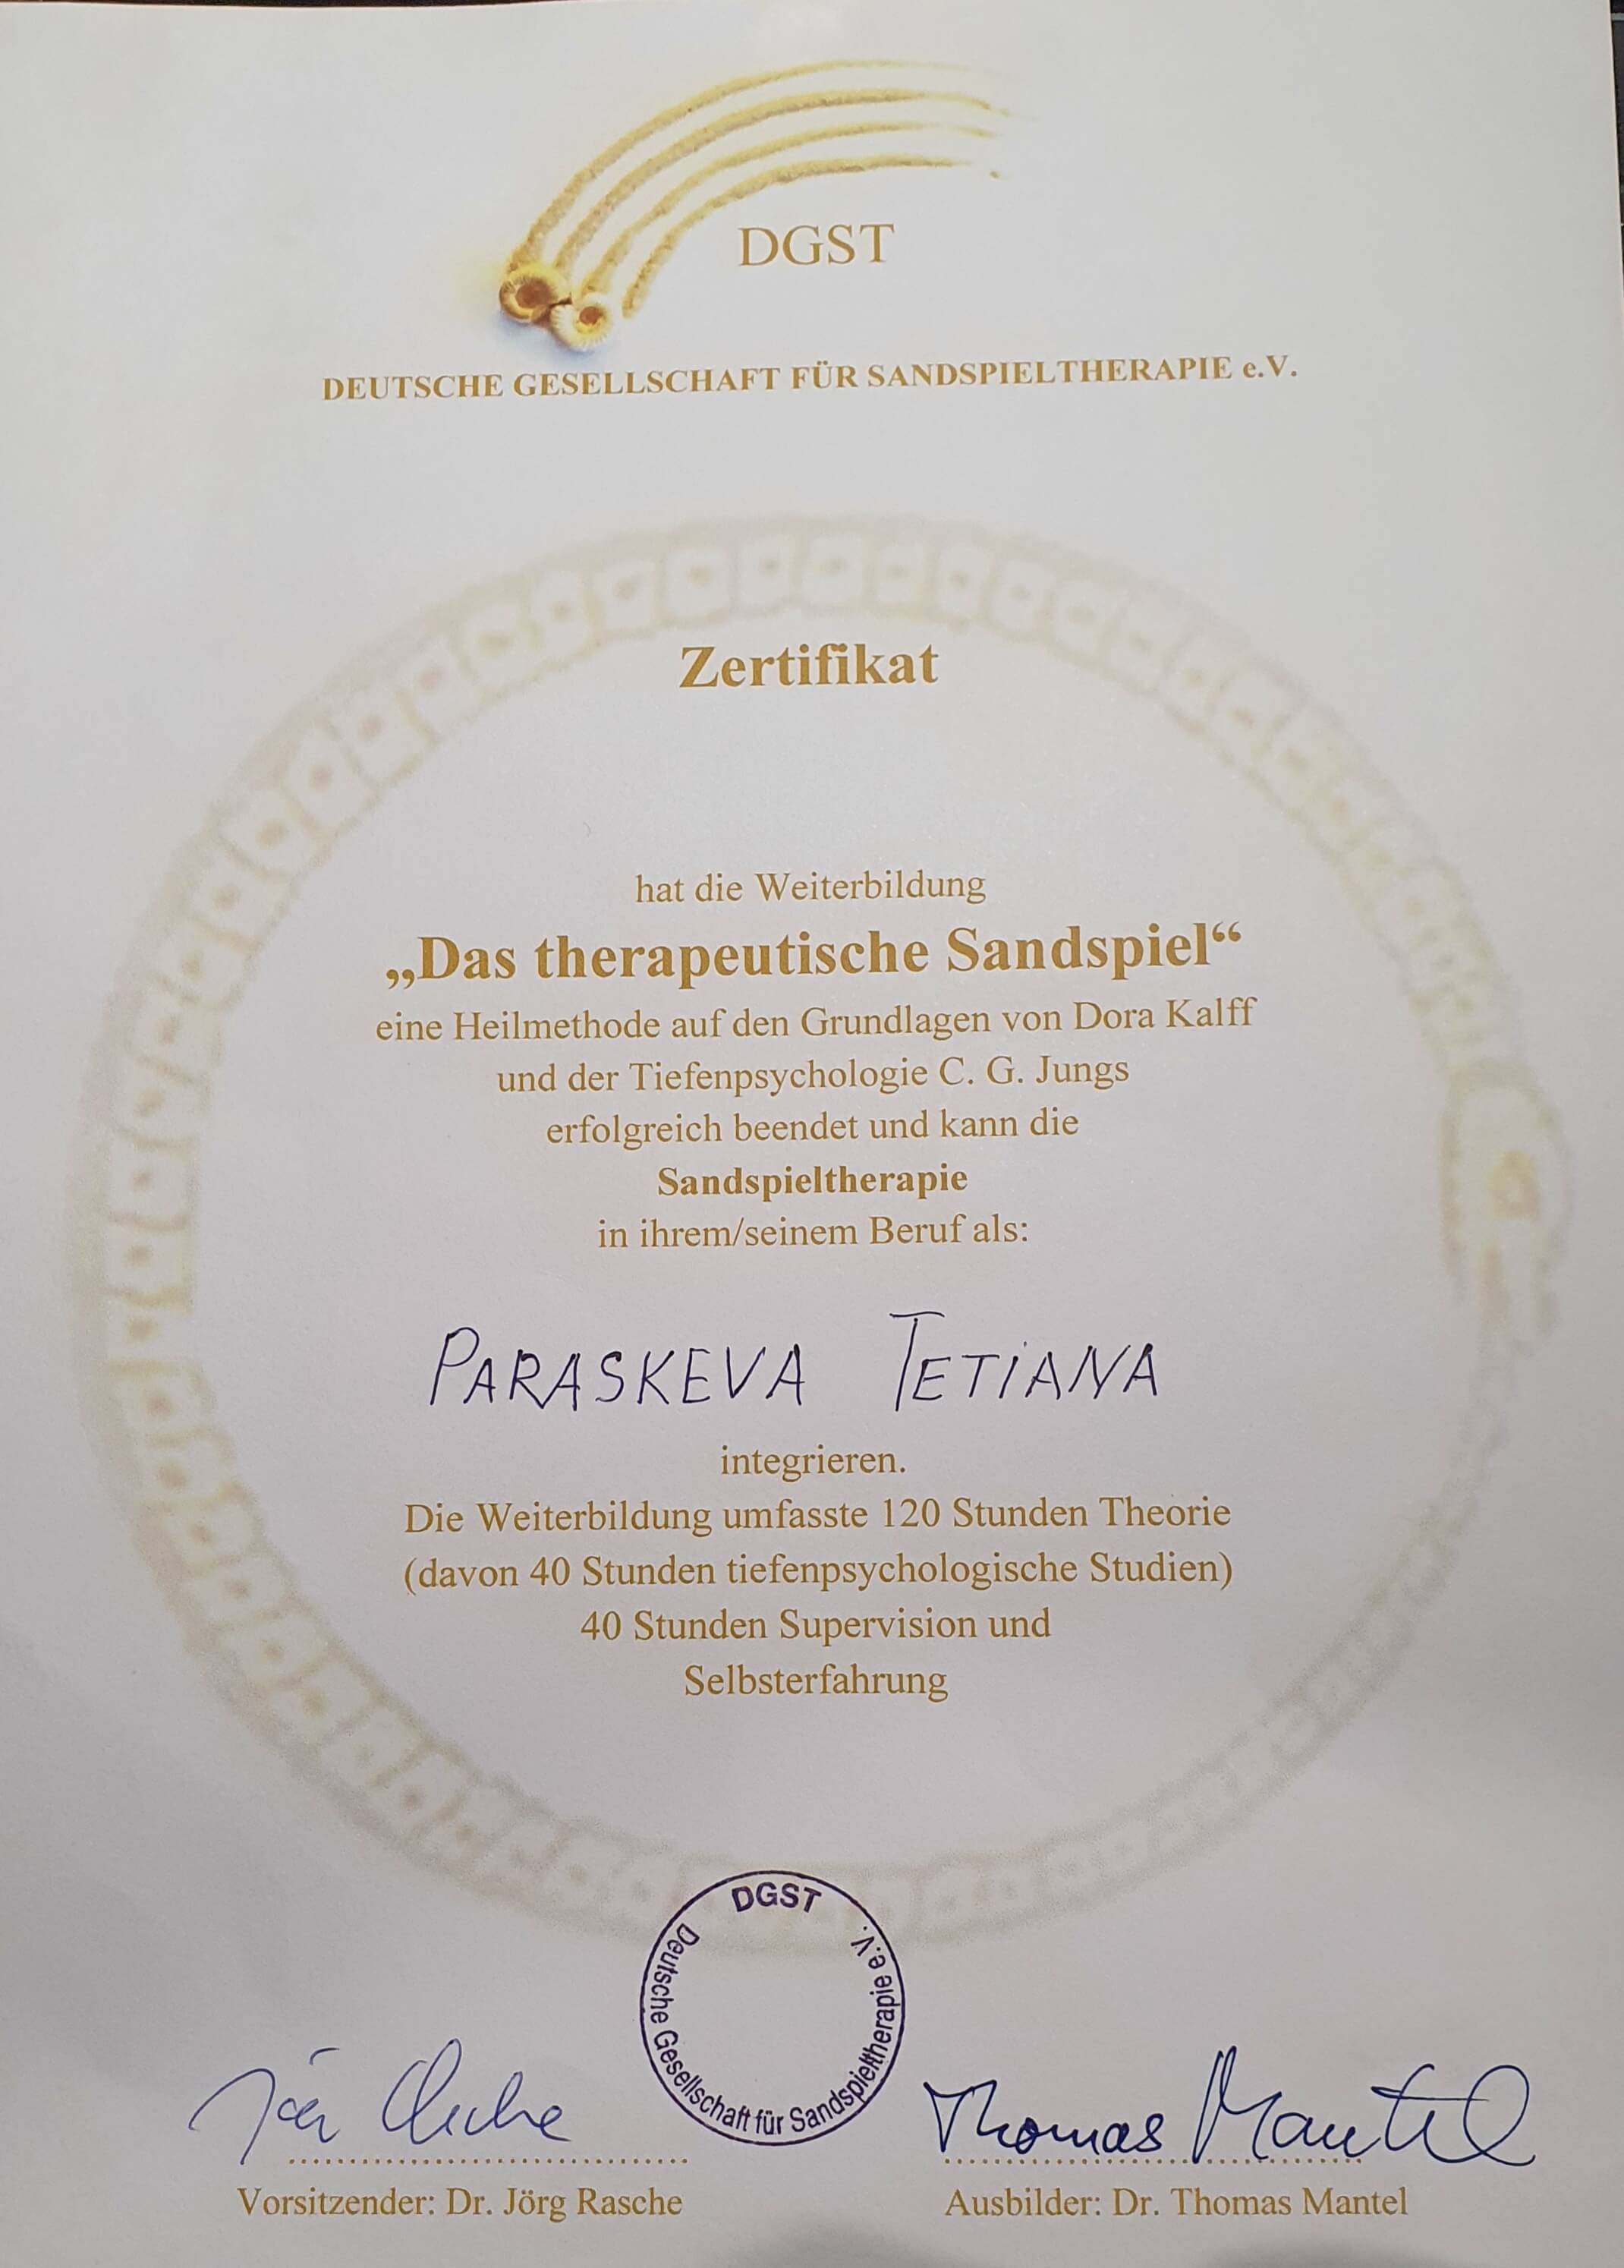 DGST
DEUTSCHE GESELLSCHAFT FÜR SANDSPIELTHERAPIE e.V.
Zertifikat
hat die Weiterbildung
„Das therapeutische Sandspiel“
eine Heilmethode auf den Grundlagen von Dora Kalff
und der Tiefenpsychologie C. G. Jungs
erfolgreich beendet und kann die
Sandspieltherapie
in ihrem/seinem Beruf als:
PARASKEVA TETIANA
integrieren.
Die Weiterbildung umfasste 120 Stunden Theorie
(davon 40 Stunden tiefenpsychologische Studien)
40 Stunden Supervision und
Selbsterfahrung
DGST
Deutsche Gesellschaft für Sandspieltherapie e.V.
Thomas Mantel
Vorsitzender: Dr. Jörg Rasche
Ausbilder: Dr. Thomas Mantel